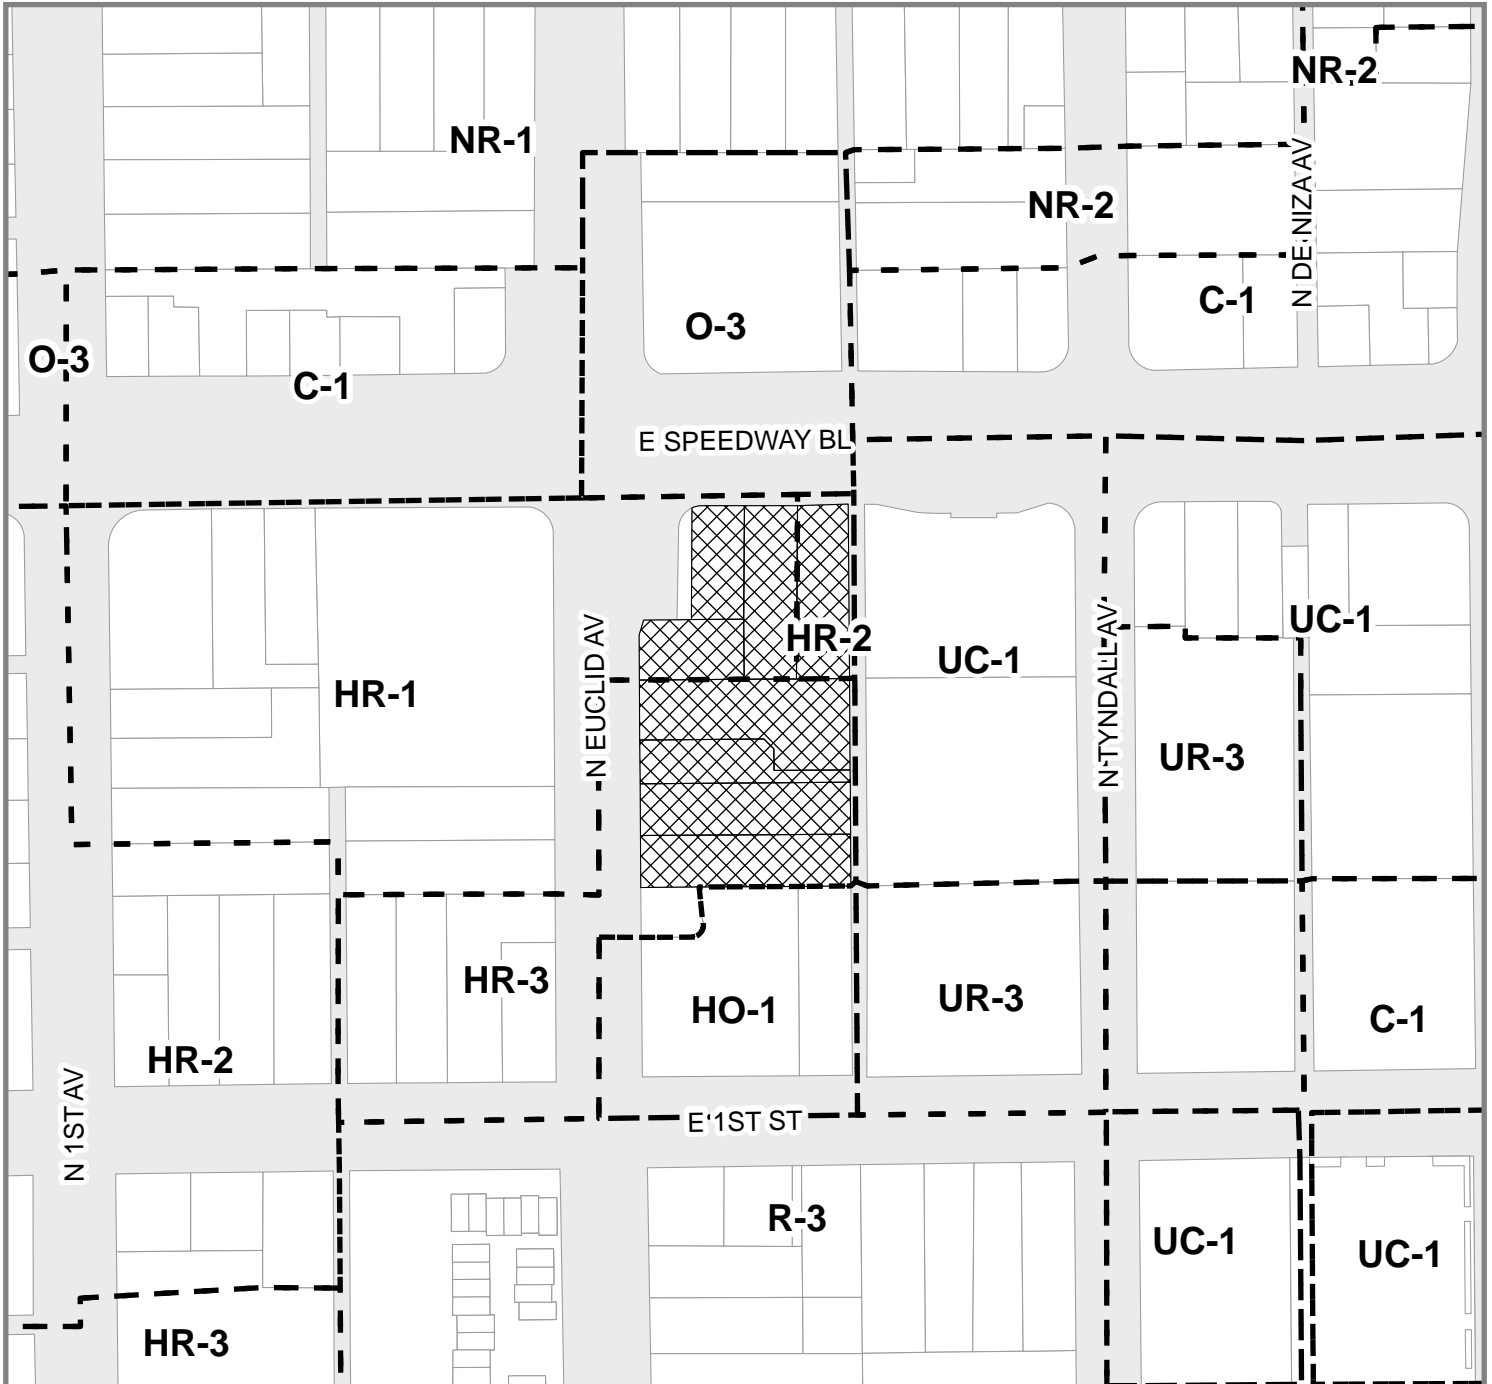 NR-2
NR-1
N DE NIZA AV
NR-2
C-1
O-3
O-3
C-1
E SPEEDWAY BL
UC-1
HR-2
UC-1
N EUCLID AV
N TYNDALL AV
HR-1
UR-3
HR-3
UR-3
HO-1
C-1
HR-2
N 1ST AV
E 1ST ST
R-3
UC-1
UC-1
HR-3